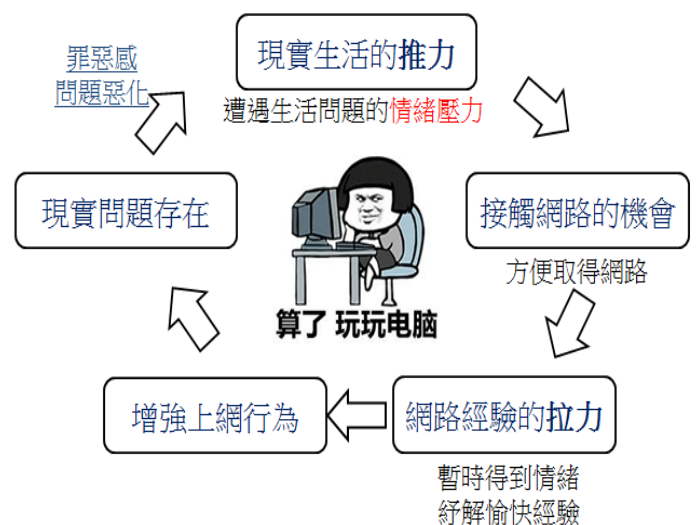 現實生活的推力
遭遇生活問題的情緒壓力
接觸網路的機會
方便取得網路
網路經驗的拉力
暫時得到情緒
紓解愉快經驗
增強上網行為
現實問題存在
罪惡感
問題惡化
算了 玩玩电脑